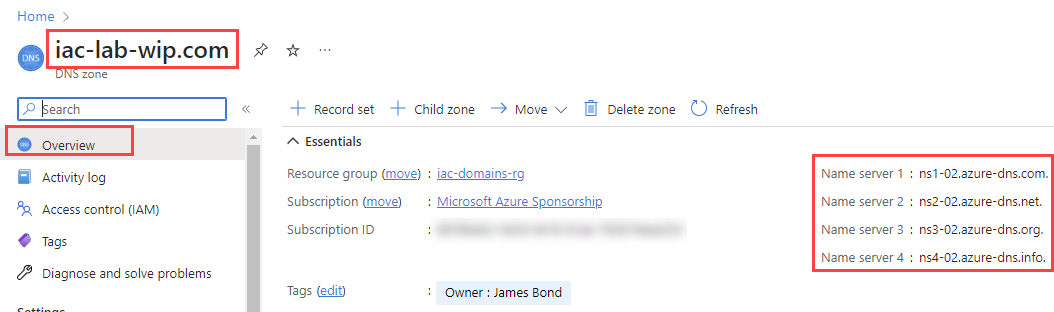 Home >
DNS iac-lab-wip.com ...
DNS zone
Search «
+ Record set + Child zone → Move Delete zone Refresh
DNS Overview
Essentials
Activity log
Resource group (move) : iac-domains-rg
Name server 1 : ns1-02.azure-dns.com.
Access control (IAM)
Subscription (move) : Microsoft Azure Sponsorship
Name server 2 : ns2-02.azure-dns.net.
Subscription ID :
Name server 3 : ns3-02.azure-dns.org.
Tags
Name server 4 : ns4-02.azure-dns.info.
Diagnose and solve problems
Tags (edit) : Owner : James Bond
Settings